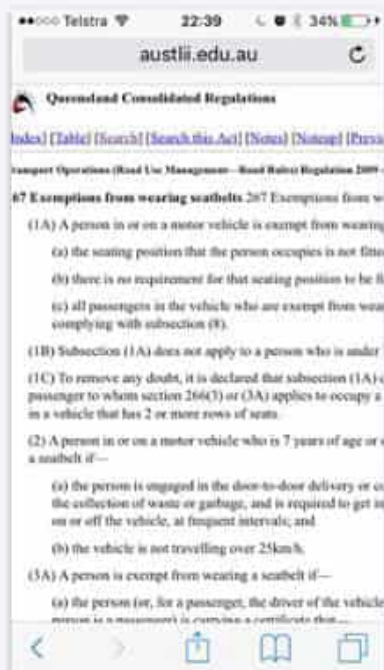 Telstra 22:39 34%
austlii.edu.au
Queensland Consolidated Regulations
Index] [Table] [Search] [Search this Act] [Notes] [Noteup] [Previ
ransport Operations (Road Use Management—Road Rules) Regulation 2009 -
67 Exemptions from wearing seatbelts 267 Exemptions from w
(1A) A person in or on a motor vehicle is exempt from wearing
(a) the seating position that the person occupies is not fitte
(b) there is no requirement for that seating position to be fi
(c) all passengers in the vehicle who are exempt from wear
complying with subsection (8).
(1B) Subsection (1A) does not apply to a person who is under
(1C) To remove any doubt, it is declared that subsection (1A)
passenger to whom section 266(3) or (3A) applies to occupy a
in a vehicle that has 2 or more rows of seats.
(2) A person in or on a motor vehicle who is 7 years of age or
a seatbelt if—
(a) the person is engaged in the door-to-door delivery or co
the collection of waste or garbage, and is required to get in
on or off the vehicle, at frequent intervals; and
(b) the vehicle is not travelling over 25km/h.
(3A) A person is exempt from wearing a seatbelt if—
(a) the person (or, for a passenger, the driver of the vehicle
person is a passenger) is carrying a certificate that—